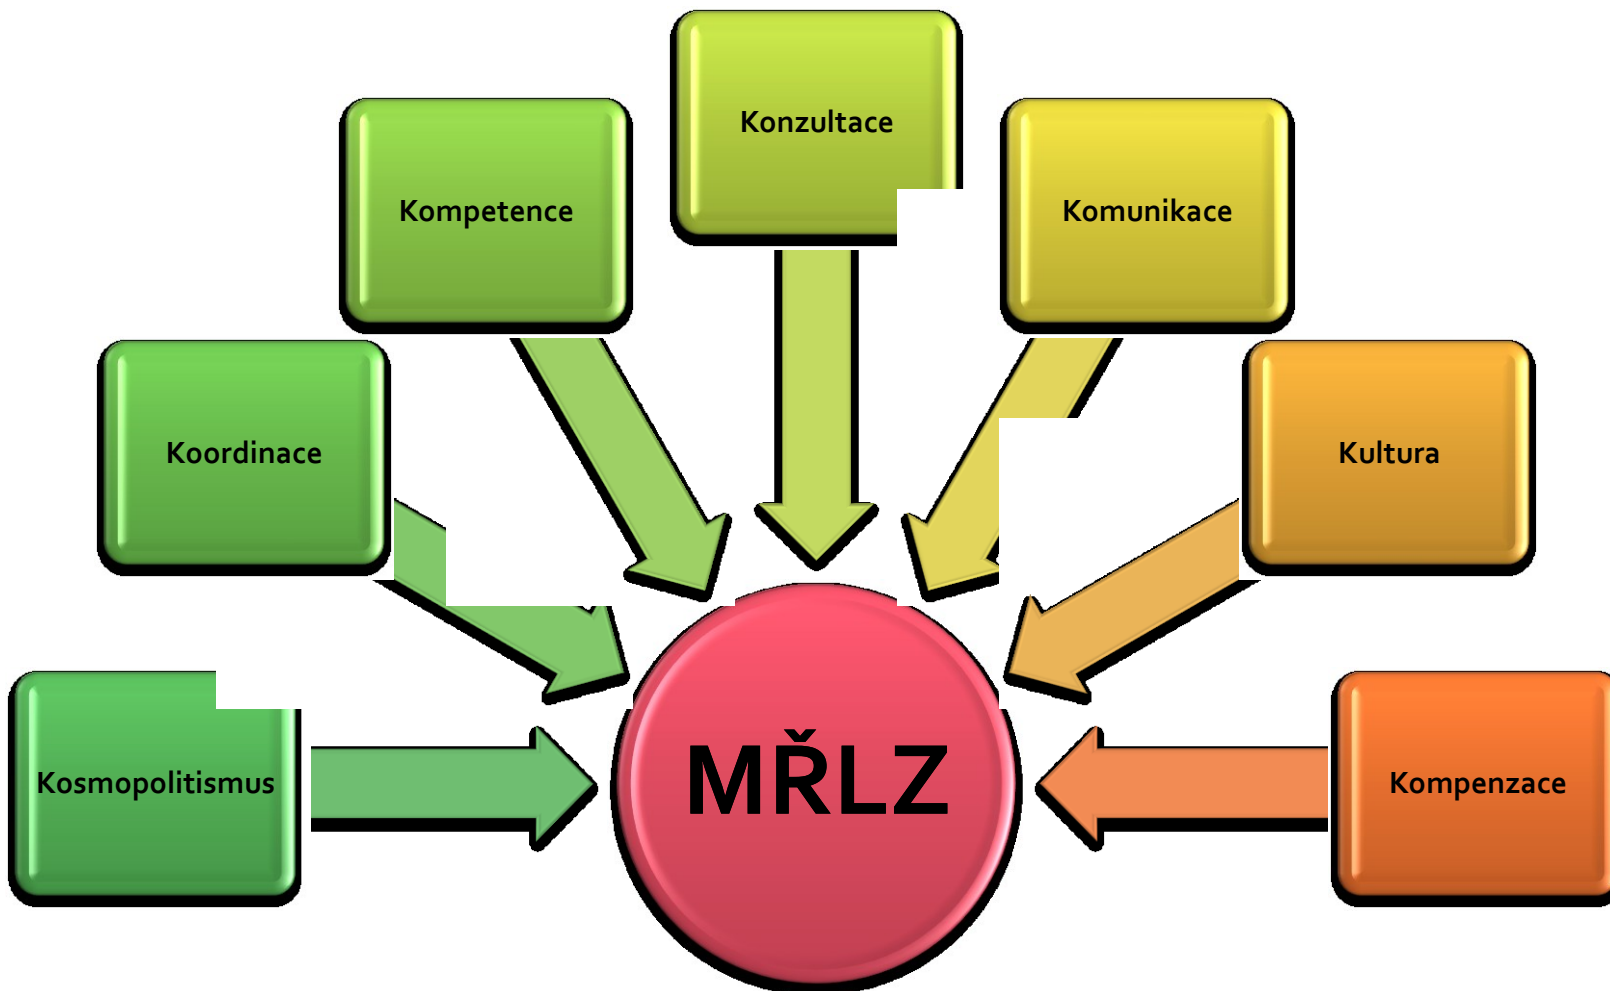 Konzultace
Kompetence
Komunikace
Koordinace
Kultura
Kosmopolitismus
MŘLZ
Kompenzace